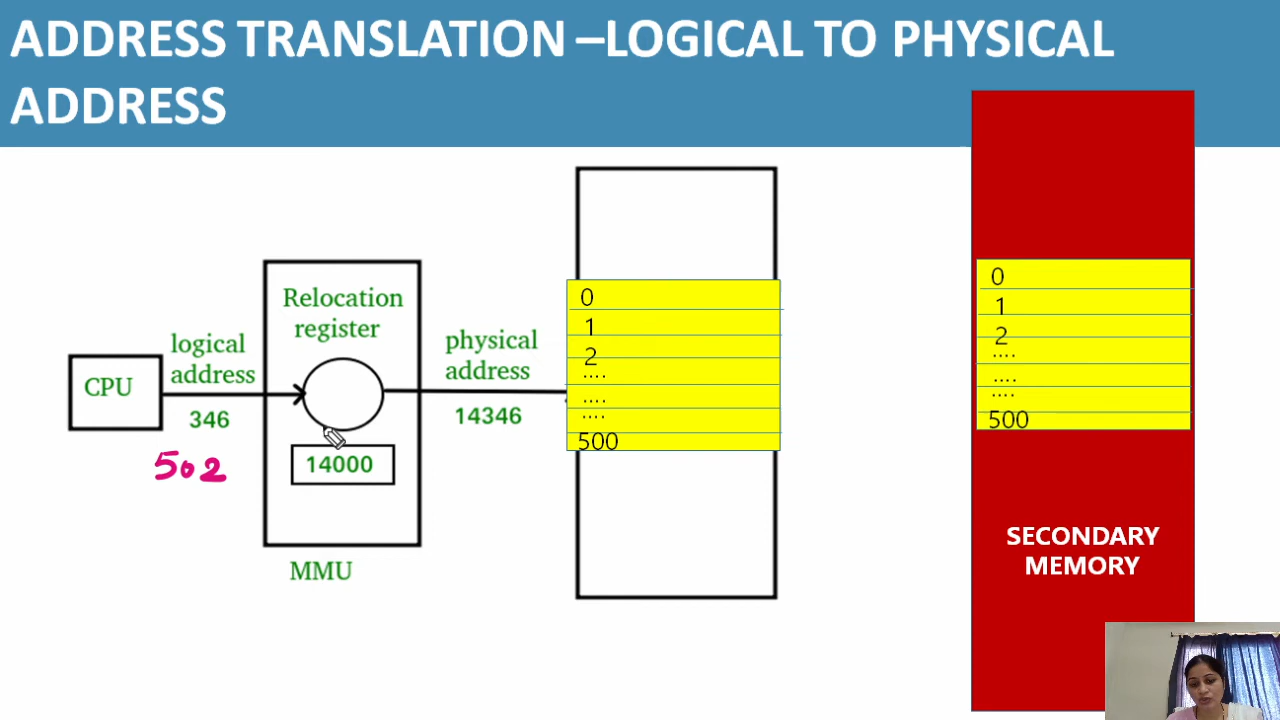 ADDRESS TRANSLATION –LOGICAL TO PHYSICAL
ADDRESS
CPU
logical
address
346
502
Relocation
register
14000
MMU
physical
address
14346
0
1
2
....
....
....
500
0
1
2
....
....
....
500
SECONDARY
MEMORY